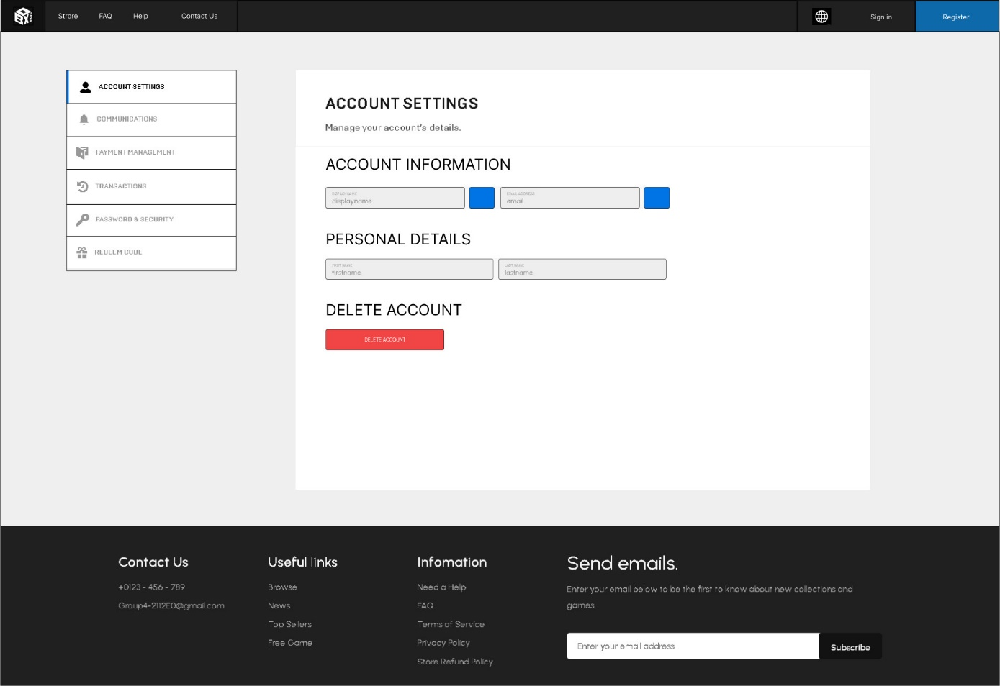 Strore FAQ Help Contact Us Sign in Register
ACCOUNT SETTINGS
COMMUNICATIONS
PAYMENT MANAGEMENT
TRANSACTIONS
PASSWORD & SECURITY
REDEEM CODE
ACCOUNT SETTINGS
Manage your account's details.
ACCOUNT INFORMATION
DISPLAY NAME
displayname
EMAIL ADDRESS
email
PERSONAL DETAILS
FIRST NAME
firstname
LAST NAME
lastname
DELETE ACCOUNT
DELETE ACCOUNT
Contact Us
+0123 - 456 - 789
Group4-2112E0@gmail.com
Useful links
Browse
News
Top Sellers
Free Game
Infomation
Need a Help
FAQ
Terms of Service
Privacy Policy
Store Refund Policy
Send emails.
Enter your email below to be the first to know about new collections and
games.
Enter your email address
Subscribe